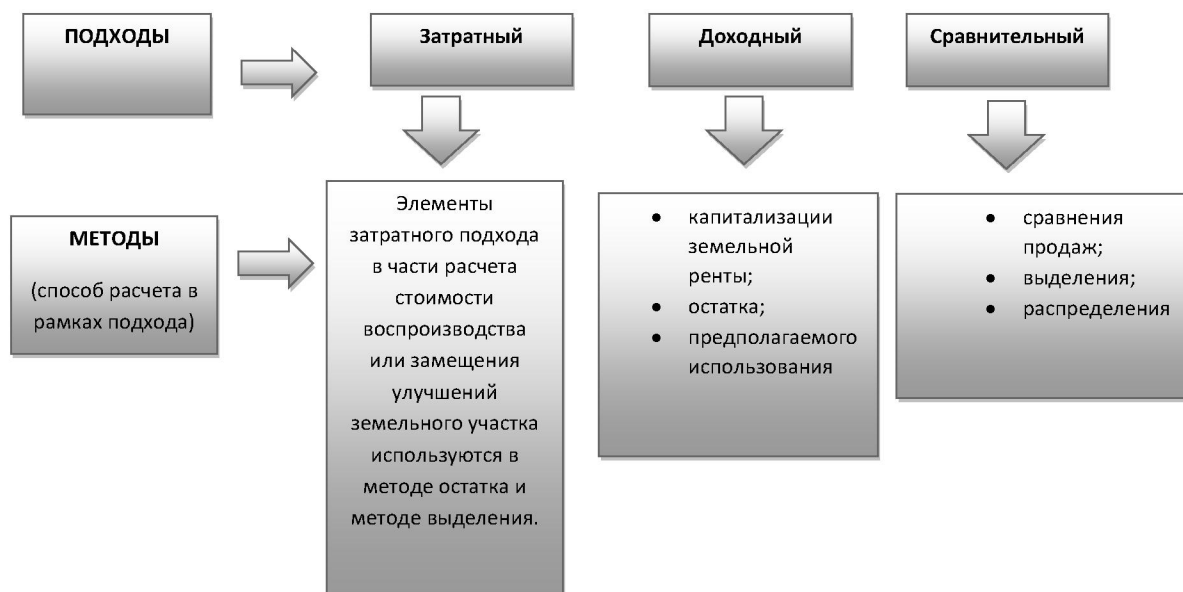 ПОДХОДЫ
Затратный
Доходный
Сравнительный
МЕТОДЫ
(способ расчета в
рамках подхода)
Элементы
затратного подхода
в части расчета
стоимости
воспроизводства
или замещения
улучшений
земельного участка
используются в
методе остатка и
методе выделения.
• капитализации
земельной
ренты;
• остатка;
• предполагаемого
использования
• сравнения
продаж;
• выделения;
• распределения